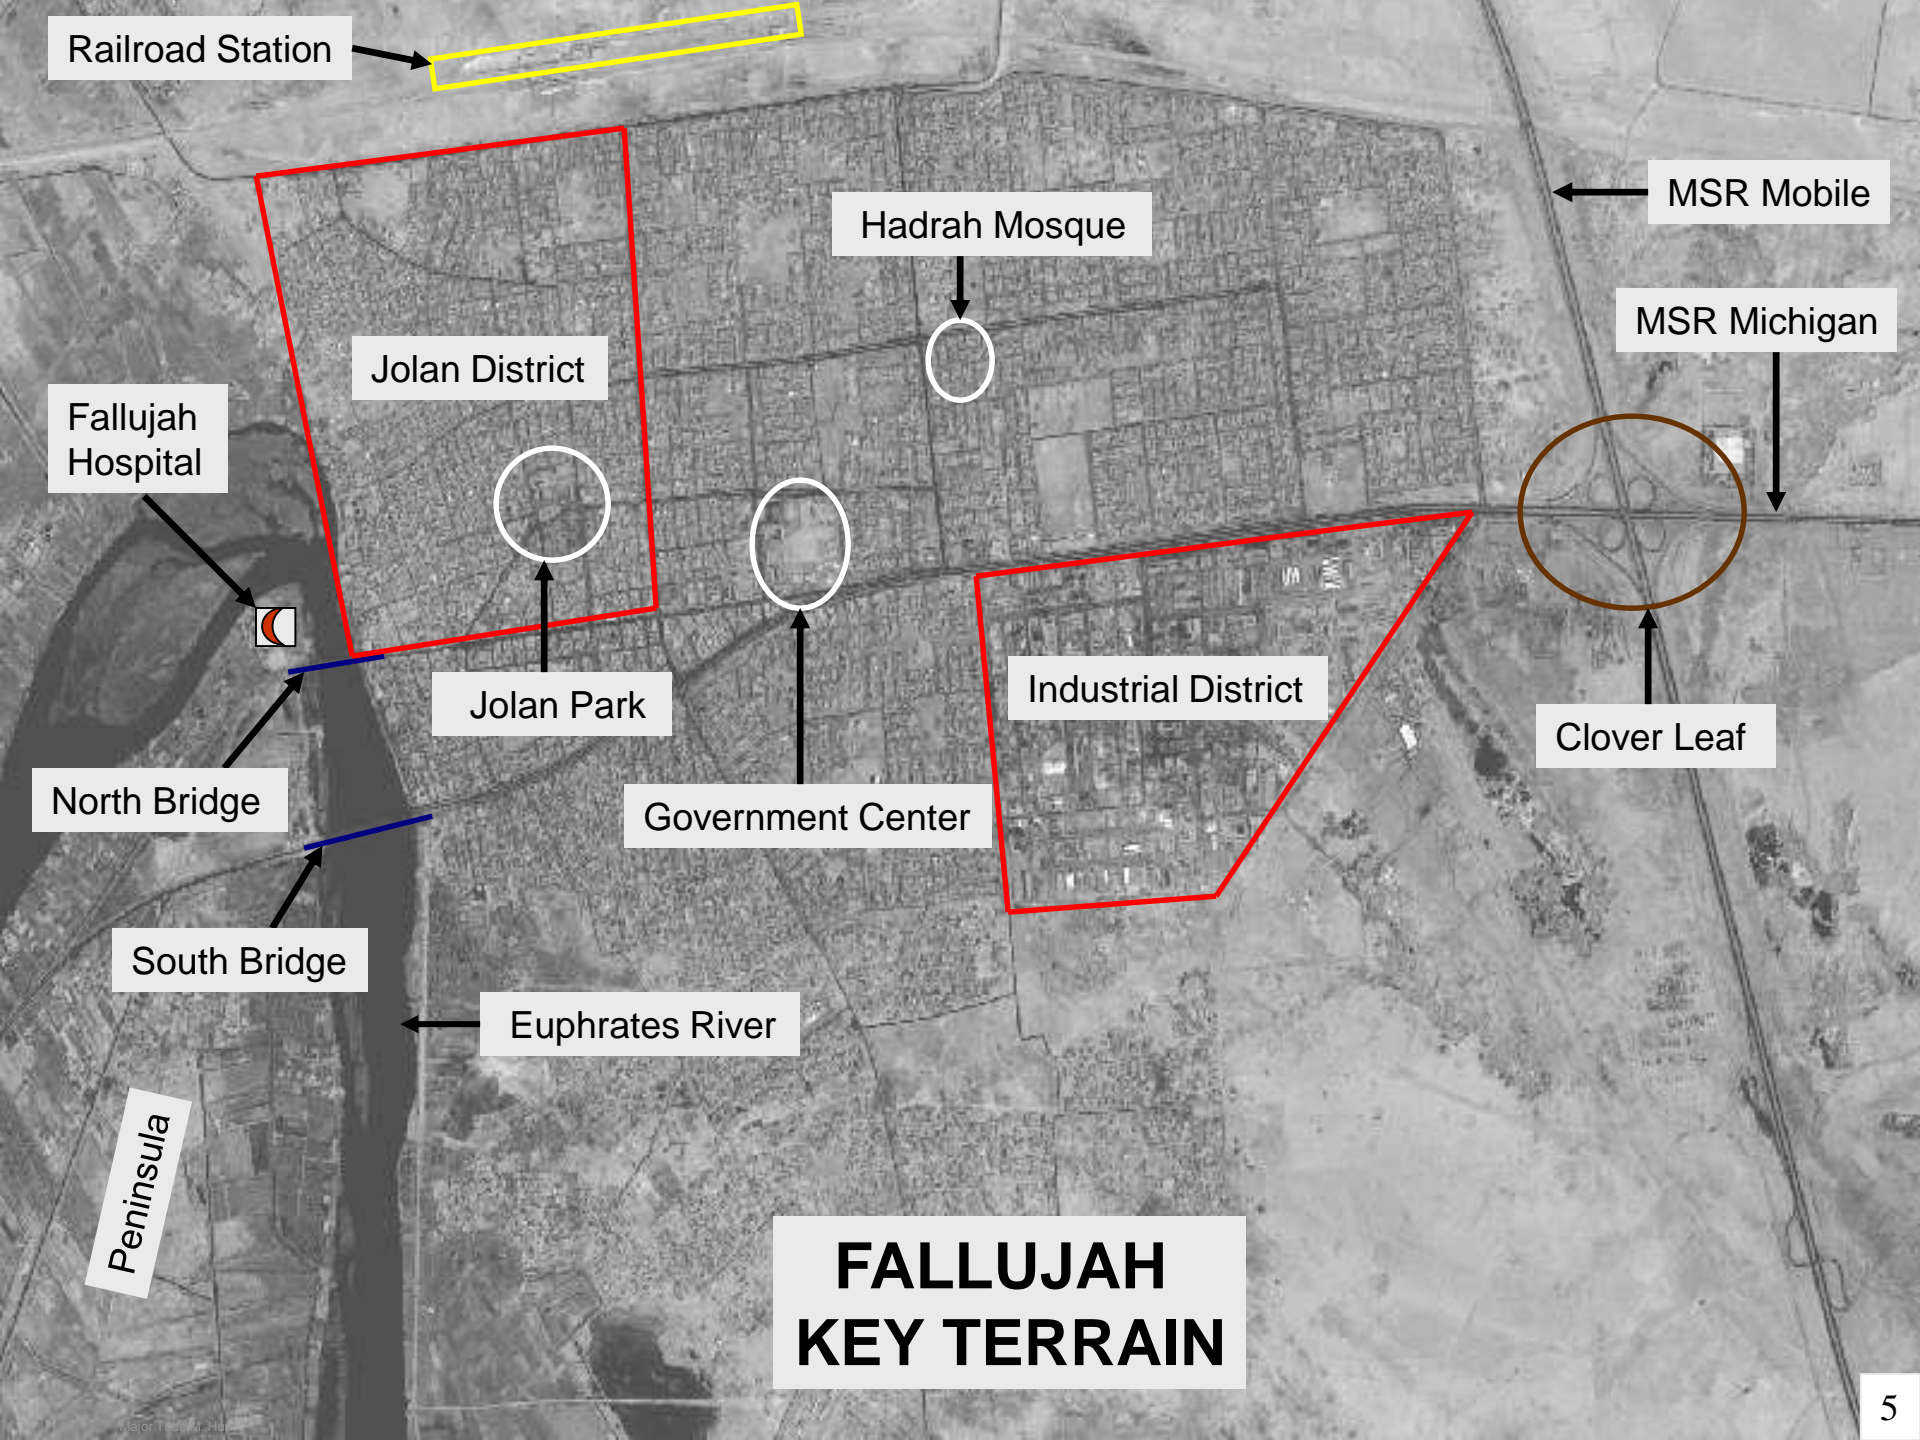 Railroad Station
MSR Mobile
Hadrah Mosque
MSR Michigan
Jolan District
Fallujah
Hospital
Industrial District
Jolan Park
Clover Leaf
North Bridge
Government Center
South Bridge
Euphrates River
Peninsula
FALLUJAH
KEY TERRAIN
5
Major